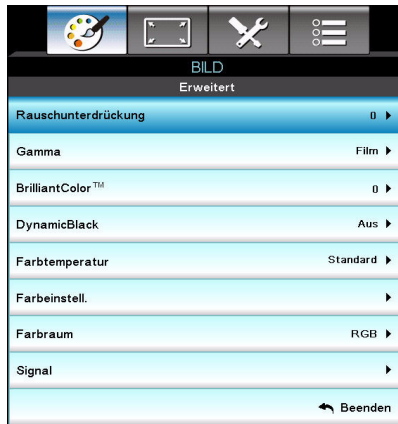 BILD
Erweitert
Rauschunterdrückung 0
Gamma Film
BrilliantColor™ 0
DynamicBlack Aus
Farbtemperatur Standard
Farbeinstell.
Farbraum RGB
Signal
Beenden